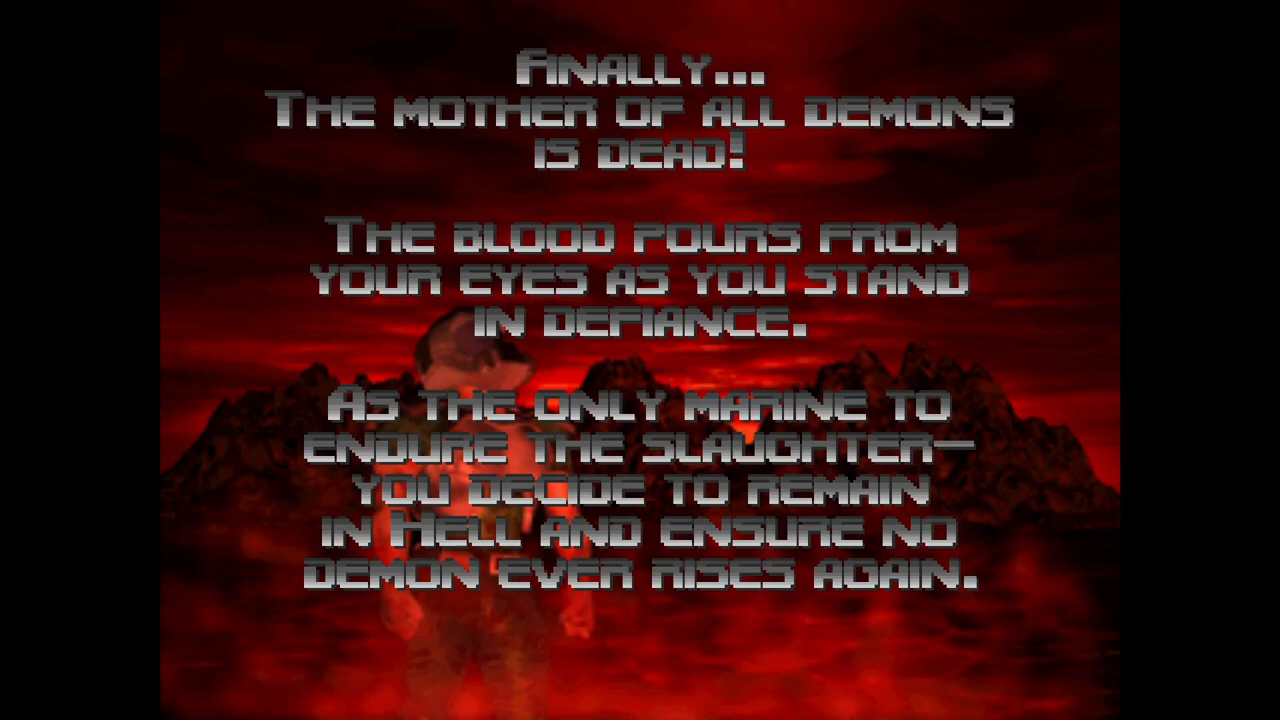 Finally...
The mother of all demons
is dead!
The blood pours from
your eyes as you stand
in defiance.
As the only marine to
endure the slaughter—
you decide to remain
in Hell and ensure no
demon ever rises again.